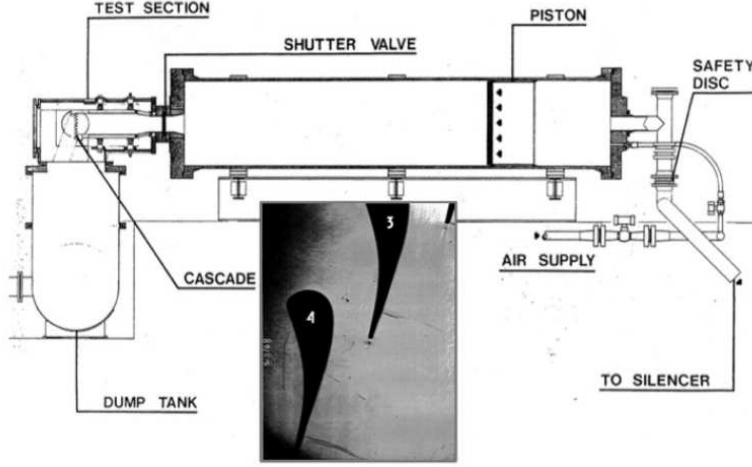 TEST SECTION
SHUTTER VALVE
PISTON
SAFETY
DISC
3
4
CASCADE
AIR SUPPLY
DUMP TANK
TO SILENCER